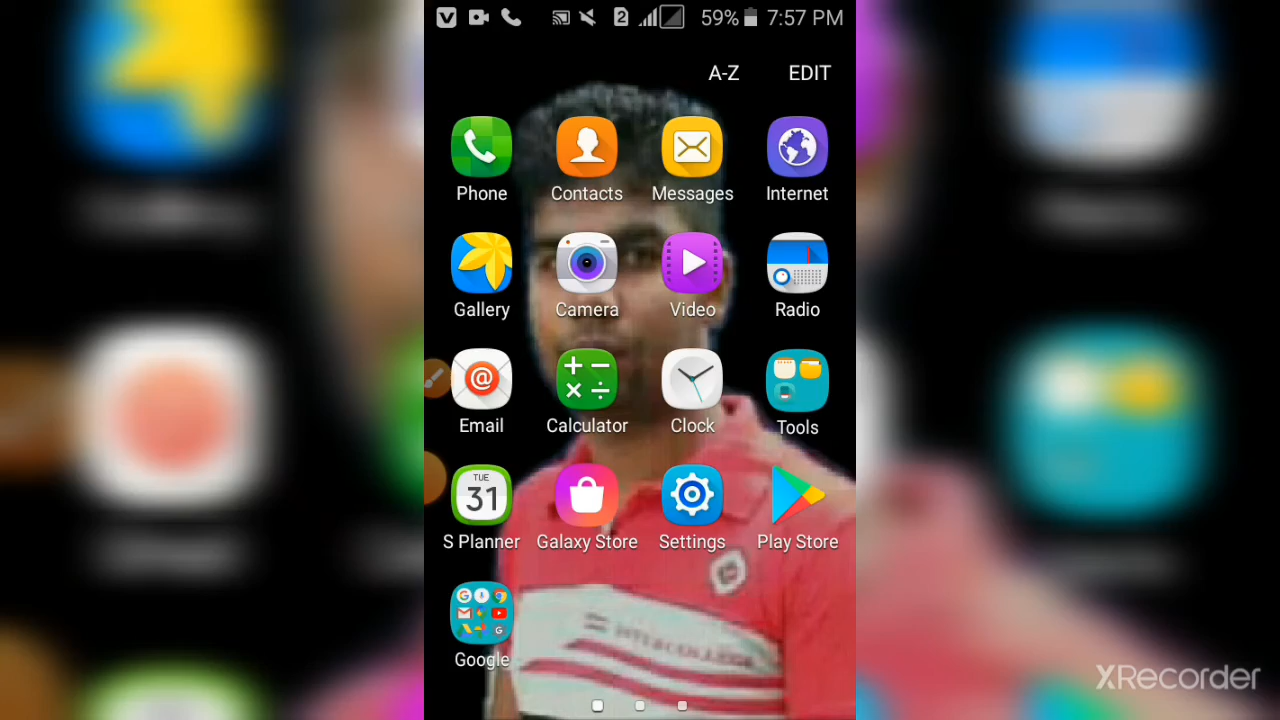 59% 7:57 PM
A-Z EDIT
Phone Contacts Messages Internet
Gallery Camera Video Radio
Email Calculator Clock Tools
TUE
31
S Planner Galaxy Store Settings Play Store
Google
INTERCOLLEGE
XRecorder